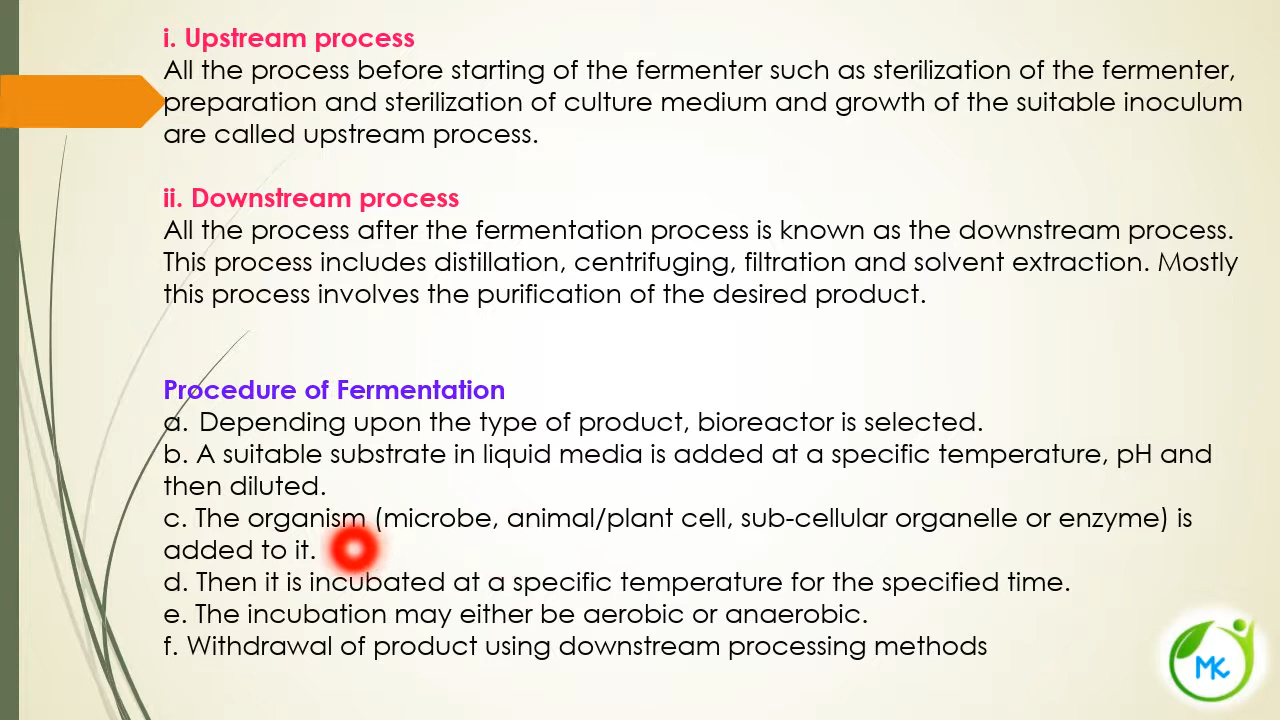 i. Upstream process
All the process before starting of the fermenter such as sterilization of the fermenter,
preparation and sterilization of culture medium and growth of the suitable inoculum
are called upstream process.
ii. Downstream process
All the process after the fermentation process is known as the downstream process.
This process includes distillation, centrifuging, filtration and solvent extraction. Mostly
this process involves the purification of the desired product.
Procedure of Fermentation
a. Depending upon the type of product, bioreactor is selected.
b. A suitable substrate in liquid media is added at a specific temperature, pH and
then diluted.
c. The organism (microbe, animal/plant cell, sub-cellular organelle or enzyme) is
added to it.
d. Then it is incubated at a specific temperature for the specified time.
e. The incubation may either be aerobic or anaerobic.
f. Withdrawal of product using downstream processing methods
MK